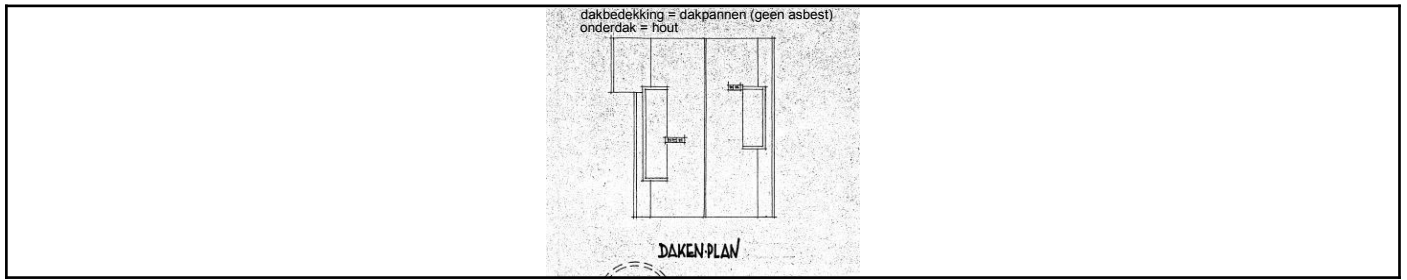 dakbedekking = dakpannen (geen asbest)
onderdak = hout
DAKEN-PLAN